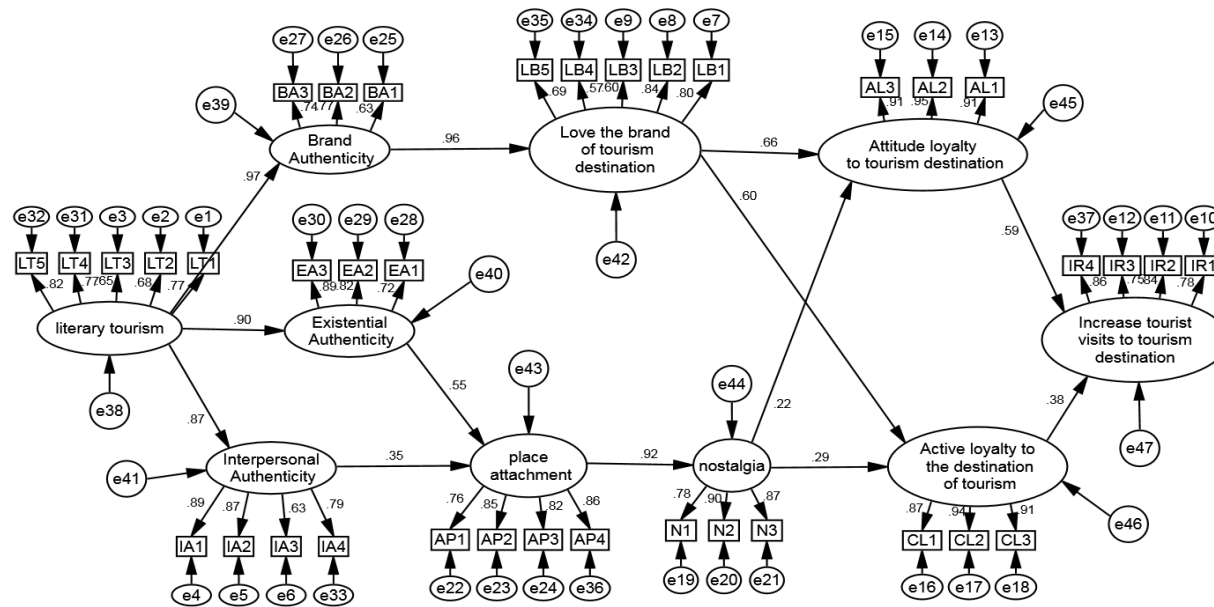 e27 e26 e25
BA3 BA2 BA1
.74 .77 .63
e39
Brand
Authenticity
.96
.97
e35 e34 e9 e8 e7
LB5 LB4 LB3 LB2 LB1
.69 .57 .60 .84 .80
Love the brand
of tourism
destination
.66
.60
e42
e15 e14 e13
AL3 AL2 AL1
.91 .95 .91
e45
Attitude loyalty
to tourism destination
.59
e32 e31 e3 e2 e1
LT5 LT4 LT3 LT2 LT1
.82 .77 .65 .68 .77
literary tourism
.90
e38
.87
e30 e29 e28
EA3 EA2 EA1
.89 .82 .72
e40
Existential
Authenticity
.55
e37 e12 e11 e10
IR4 IR3 IR2 IR1
.86 .75 .84 .78
Increase tourist
visits to tourism
destination
.38
e47
e41
Interpersonal
Authenticity
.35
.89 .87 .63 .79
IA1 IA2 IA3 IA4
e4 e5 e6 e33
e43
place
attachment
.92
.76 .85 .82 .86
AP1 AP2 AP3 AP4
e22 e23 e24 e36
e44
.22
nostalgia
.29
.78 .90 .87
N1 N2 N3
e19 e20 e21
Active loyalty to
the destination
of tourism
.87 .94 .91
CL1 CL2 CL3
e16 e17 e18
e46